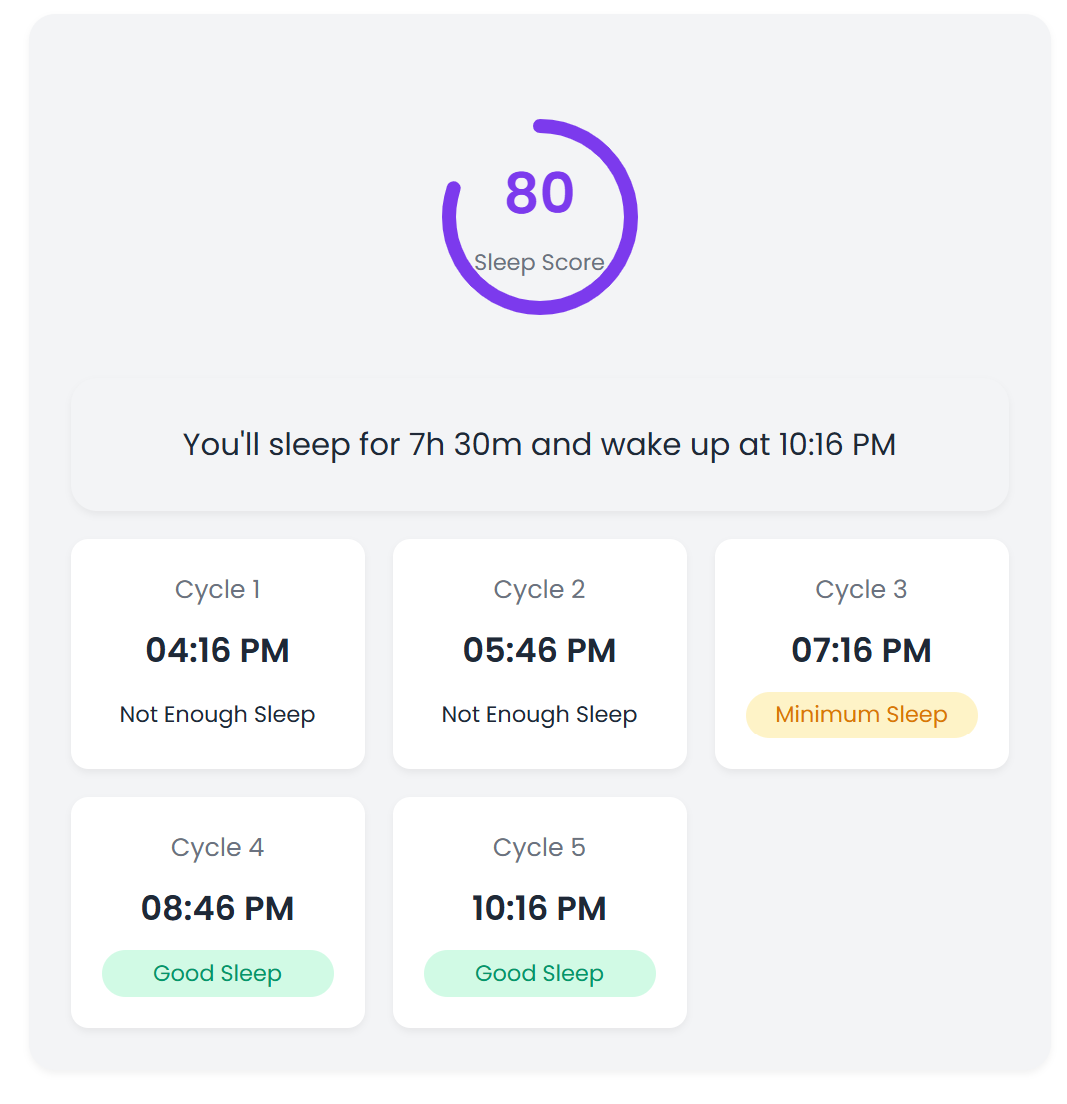 80
Sleep Score
You'll sleep for 7h 30m and wake up at 10:16 PM
Cycle 1
04:16 PM
Not Enough Sleep
Cycle 2
05:46 PM
Not Enough Sleep
Cycle 3
07:16 PM
Minimum Sleep
Cycle 4
08:46 PM
Good Sleep
Cycle 5
10:16 PM
Good Sleep